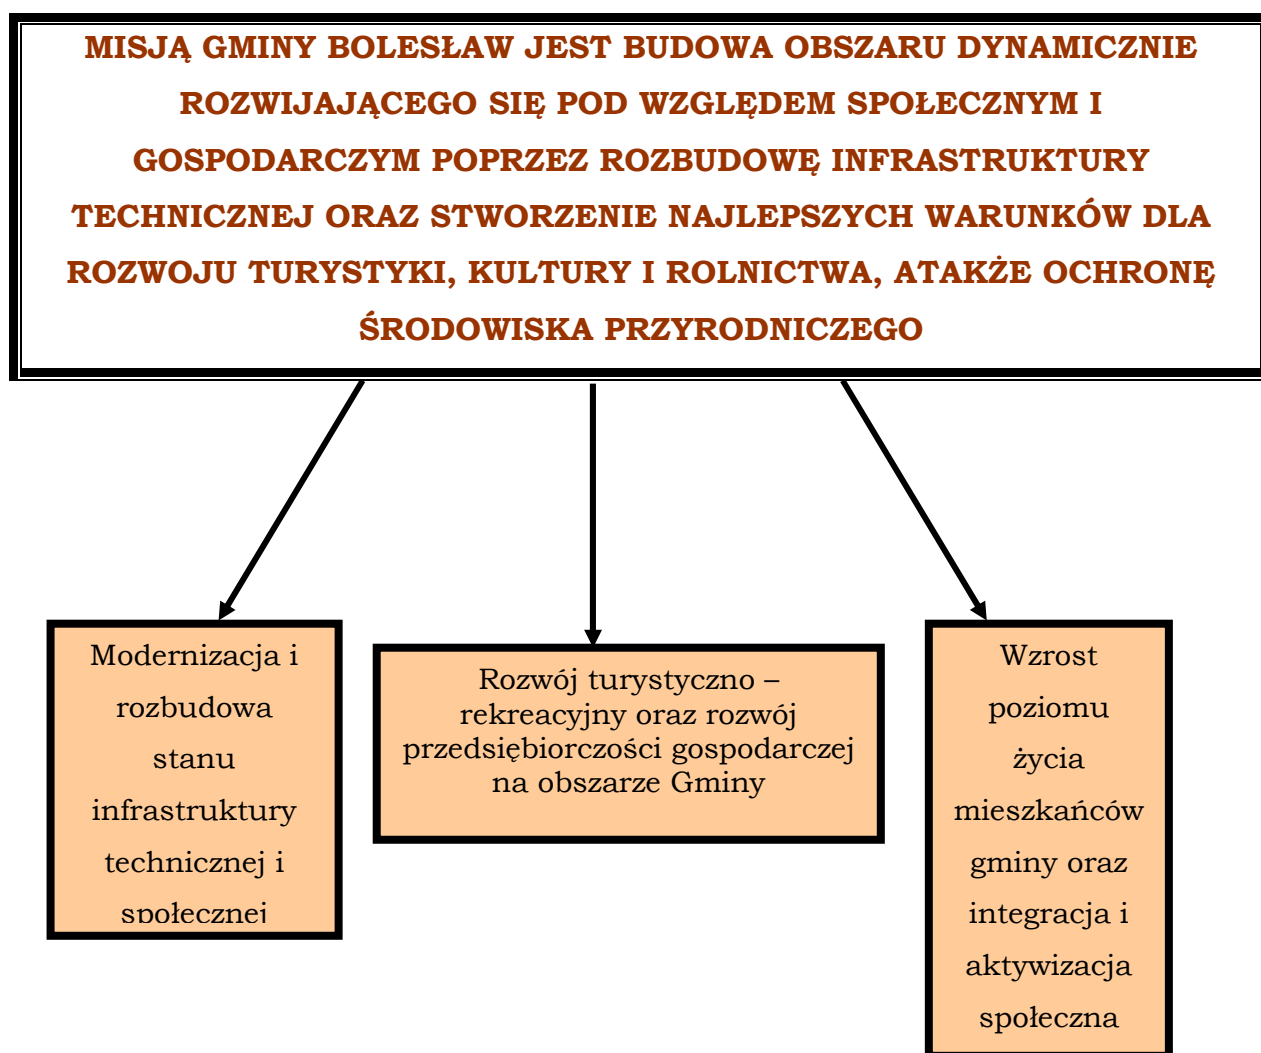 MISJĄ GMINY BOLESŁAW JEST BUDOWA OBSZARU DYNAMICZNIE
ROZWIJAJĄCEGO SIĘ POD WZGLĘDEM SPOŁECZNYM I
GOSPODARCZYM POPRZEZ ROZBUDOWĘ INFRASTRUKTURY
TECHNICZNEJ ORAZ STWORZENIE NAJLEPSZYCH WARUNKÓW DLA
ROZWOJU TURYSTYKI, KULTURY I ROLNICTWA, ATAKŻE OCHRONĘ
ŚRODOWISKA PRZYRODNICZEGO
Modernizacja i
rozbudowa
stanu
infrastruktury
technicznej i
społecznej
Rozwój turystyczno –
rekreacyjny oraz rozwój
przedsiębiorczości gospodarczej
na obszarze Gminy
Wzrost
poziomu
życia
mieszkańców
gminy oraz
integracja i
aktywizacja
społeczna